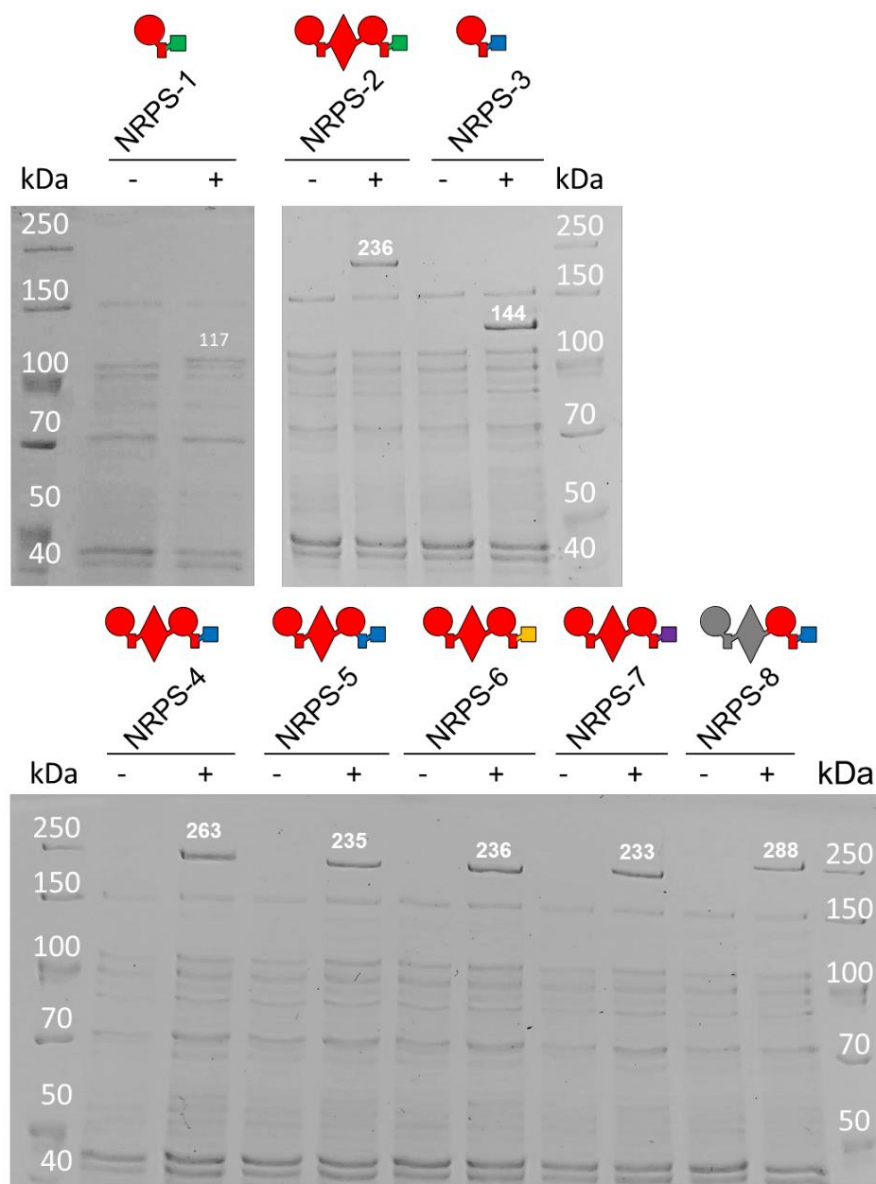 NRPS-1 NRPS-2 NRPS-3
kDa - + - + - + kDa
250 250
236
150 150
144
117
100 100
70 70
50 50
40 40
NRPS-4 NRPS-5 NRPS-6 NRPS-7 NRPS-8
kDa - + - + - + - + - + kDa
250 263 235 236 233 288 250
150 150
100 100
70 70
50 50
40